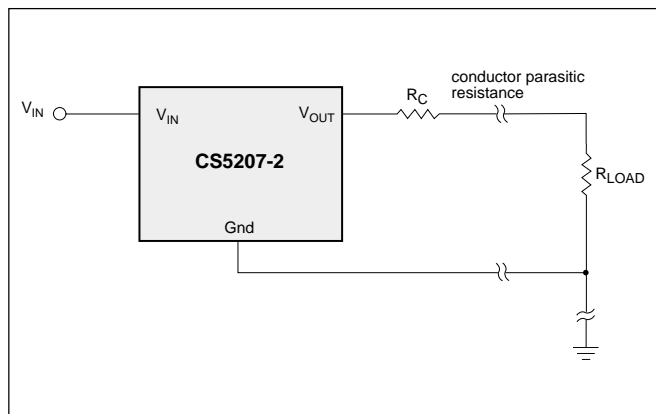 conductor parasitic
resistance
R_C
V_IN
V_IN
V_OUT
CS5207-2
R_LOAD
Gnd